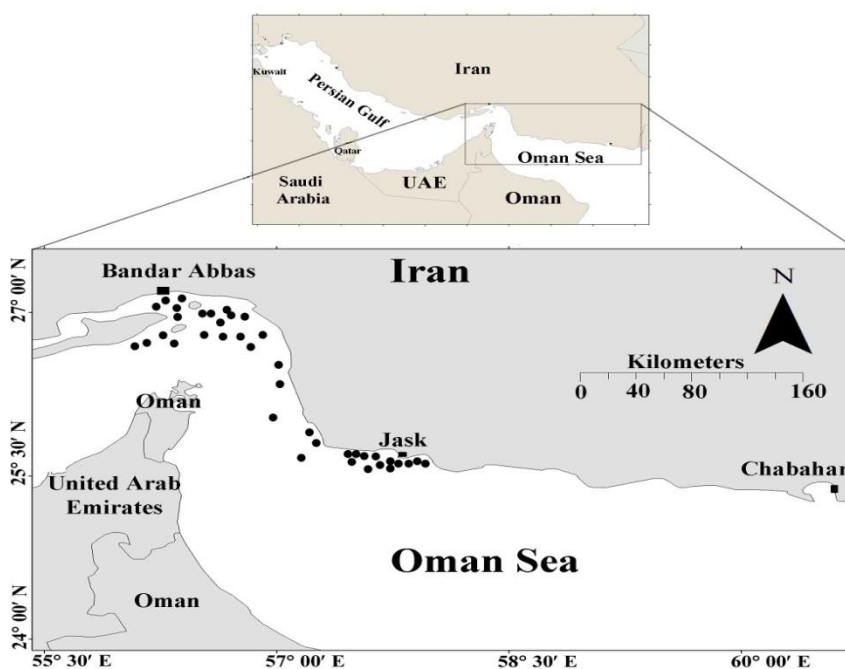 Kuwait
Persian Gulf
Iran
Qatar
Oman Sea
Saudi
Arabia
UAE
Oman
Bandar Abbas
Iran
N
27° 00' N
Kilometers
0 40 80 120 160
Oman
Jask
25° 30' N
Chabahar
United Arab
Emirates
Oman Sea
Oman
24° 00' N
55° 30' E 57° 00' E 58° 30' E 60° 00' E